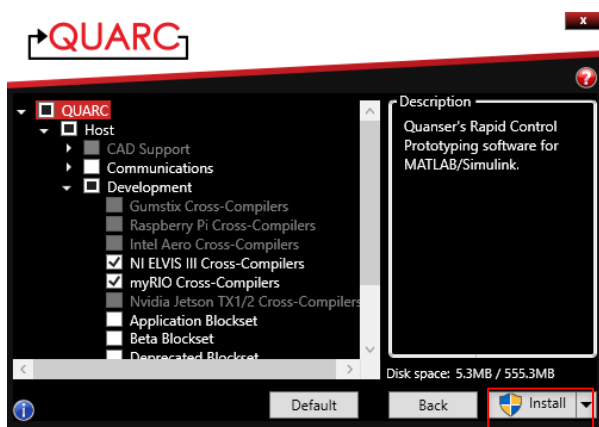 QUARC
x
?
QUARC
Host
CAD Support
Communications
Development
Gumstix Cross-Compilers
Raspberry Pi Cross-Compilers
Intel Aero Cross-Compilers
NI ELVIS III Cross-Compilers
myRIO Cross-Compilers
Nvidia Jetson TX1/2 Cross-Compilers
Application Blockset
Beta Blockset
Deprecated Blockset
Description
Quanser's Rapid Control
Prototyping software for
MATLAB/Simulink.
Disk space: 5.3MB / 555.3MB
i
Default
Back
Install